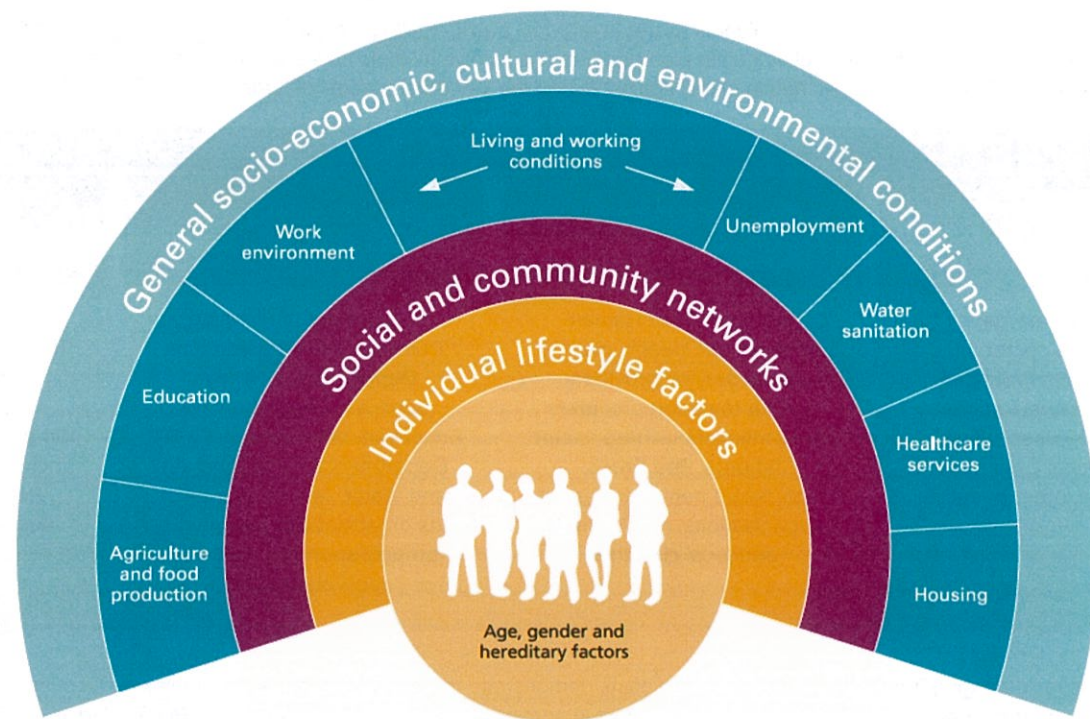 General socio-economic, cultural and environmental conditions
Living and working
conditions
Work
environment
Unemployment
Education
Water
sanitation
Agriculture
and food
production
Healthcare
services
Housing
Social and community networks
Individual lifestyle factors
Age, gender and
hereditary factors